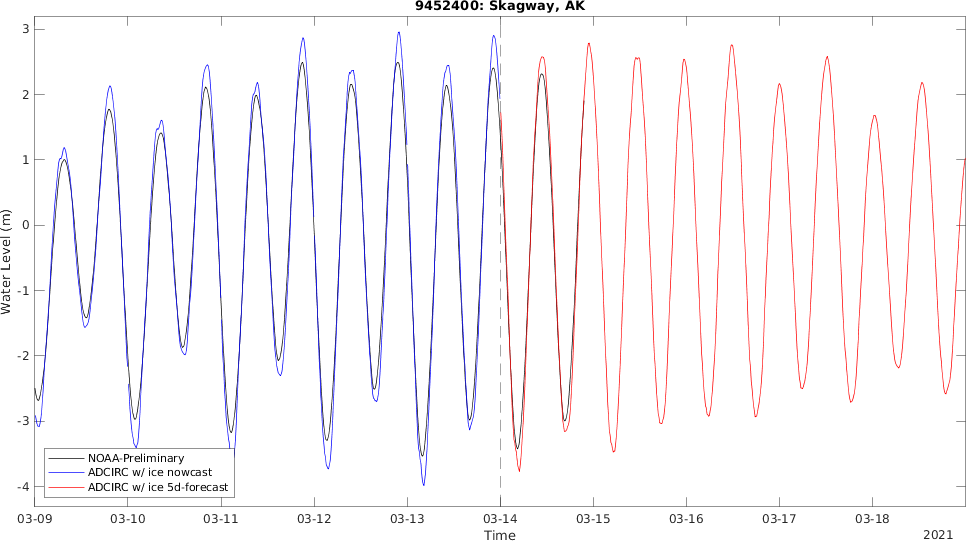 9452400: Skagway, AK
Water Level (m)
3
2
1
0
-1
-2
-3
-4
NOAA-Preliminary
ADCIRC w/ ice nowcast
ADCIRC w/ ice 5d-forecast
03-09 03-10 03-11 03-12 03-13 03-14 03-15 03-16 03-17 03-18
Time
2021